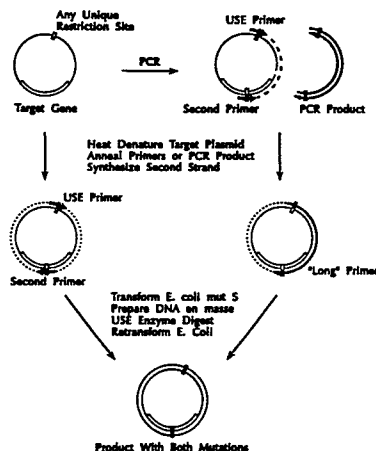 Any Unique
Restriction Site
USE Primer
PCR
Target Gene
Second Primer
PCR Product
Heat Denature Target Plasmid
Anneal Primers or PCR Product
Synthesize Second Strand
USE Primer
Second Primer
"Long" Primer
Transform E. coli mut S
Prepare DNA en masse
USE Enzyme Digest
Retransform E. Coli
Product With Both Mutations